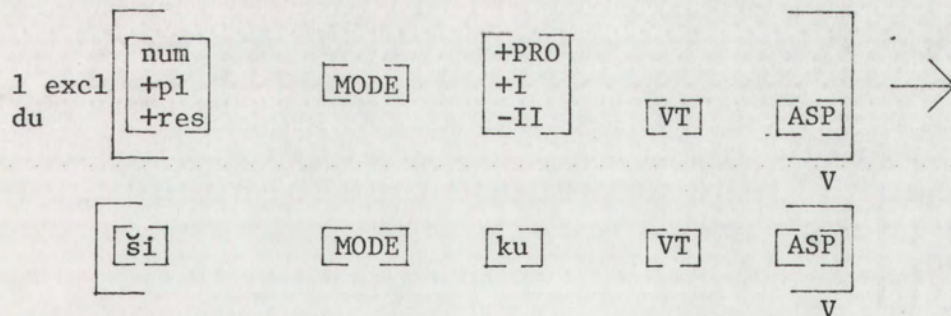 num +PRO
1 excl +pl MODE +I
du +res -II VT ASP →
V
ši MODE ku VT ASP
V